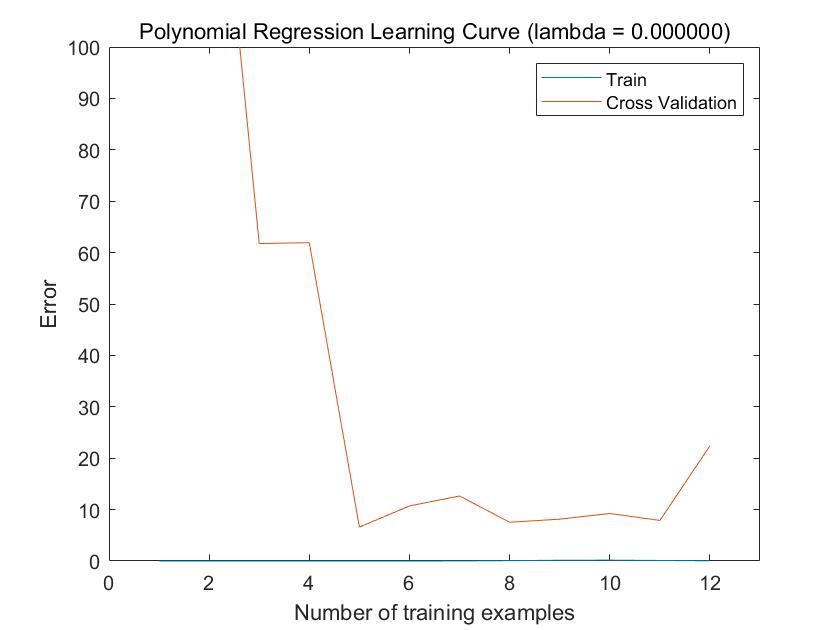 Polynomial Regression Learning Curve (lambda = 0.000000)
100
90
80
70
60
50
40
30
20
10
0
Error
Train
Cross Validation
0 2 4 6 8 10 12
Number of training examples